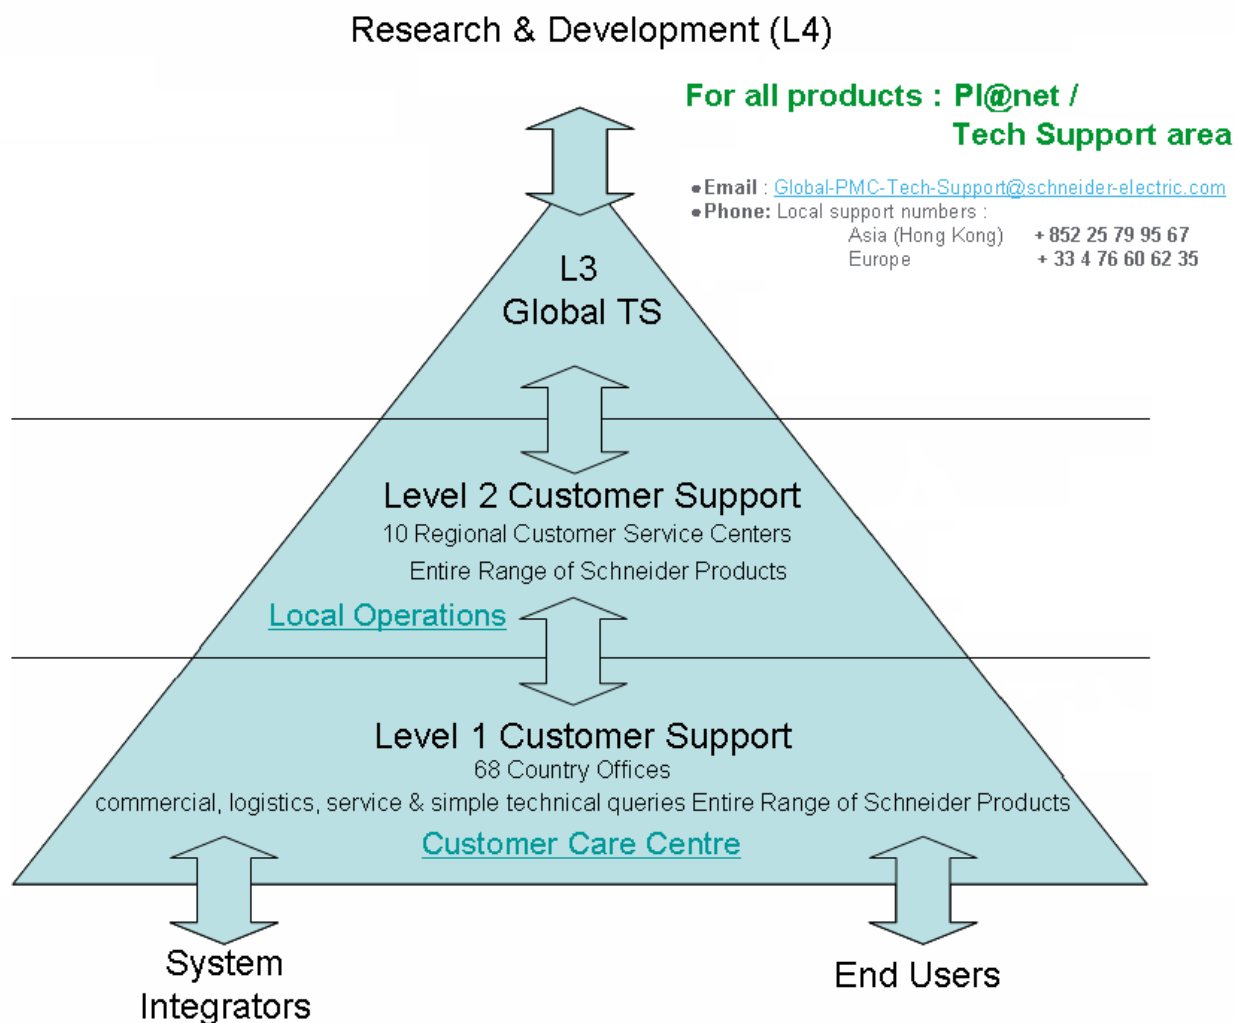 Research & Development (L4)
For all products : Pl@net /
Tech Support area
•Email : Global-PMC-Tech-Support@schneider-electric.com
•Phone: Local support numbers :
Asia (Hong Kong) + 852 25 79 95 67
Europe + 33 4 76 60 62 35
L3
Global TS
Level 2 Customer Support
10 Regional Customer Service Centers
Entire Range of Schneider Products
Local Operations
Level 1 Customer Support
68 Country Offices
commercial, logistics, service & simple technical queries Entire Range of Schneider Products
Customer Care Centre
System
Integrators
End Users